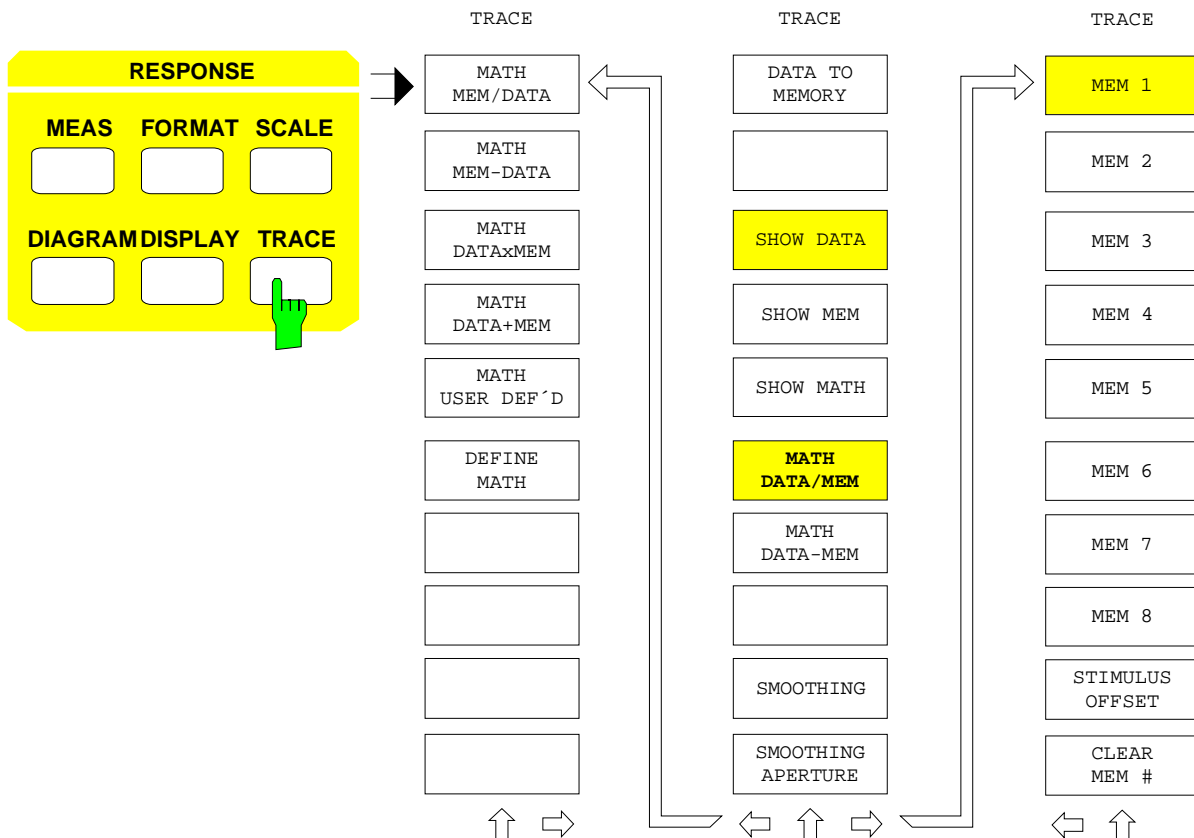 RESPONSE
MEAS FORMAT SCALE
DIAGRAM DISPLAY TRACE
TRACE
MATH
MEM/DATA
MATH
MEM-DATA
MATH
DATAxMEM
MATH
DATA+MEM
MATH
USER DEF´D
DEFINE
MATH
TRACE
DATA TO
MEMORY
SHOW DATA
SHOW MEM
SHOW MATH
MATH
DATA/MEM
MATH
DATA-MEM
SMOOTHING
SMOOTHING
APERTURE
TRACE
MEM 1
MEM 2
MEM 3
MEM 4
MEM 5
MEM 6
MEM 7
MEM 8
STIMULUS
OFFSET
CLEAR
MEM #